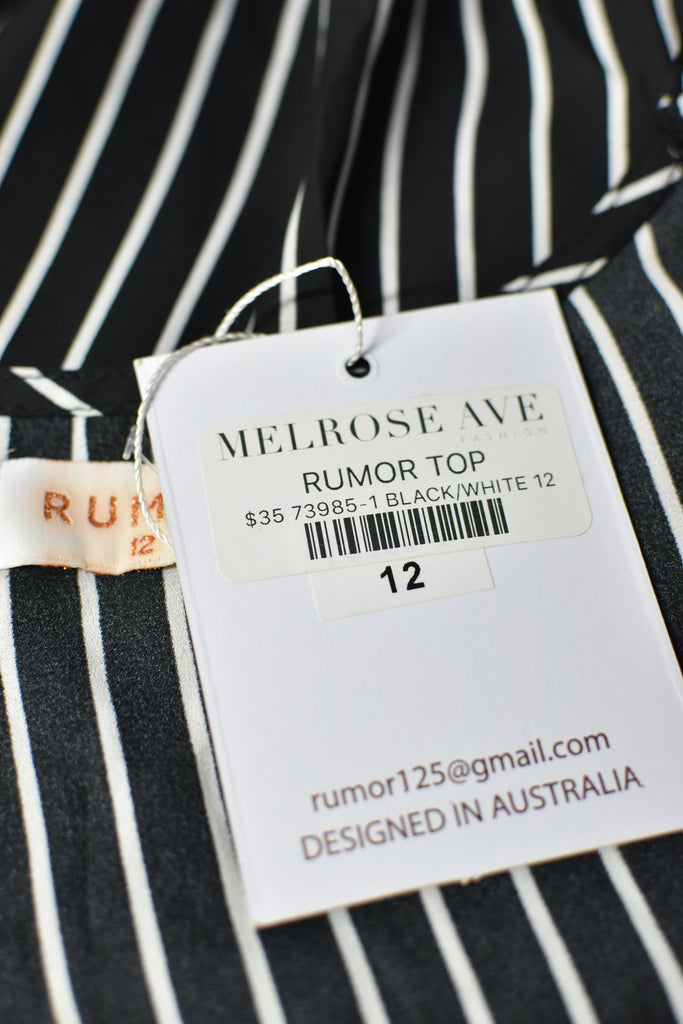 MELROSE AVE
FASHION
RUMOR TOP
$35 73985-1 BLACK/WHITE 12
12
RUM
12
rumor125@gmail.com
DESIGNED IN AUSTRALIA